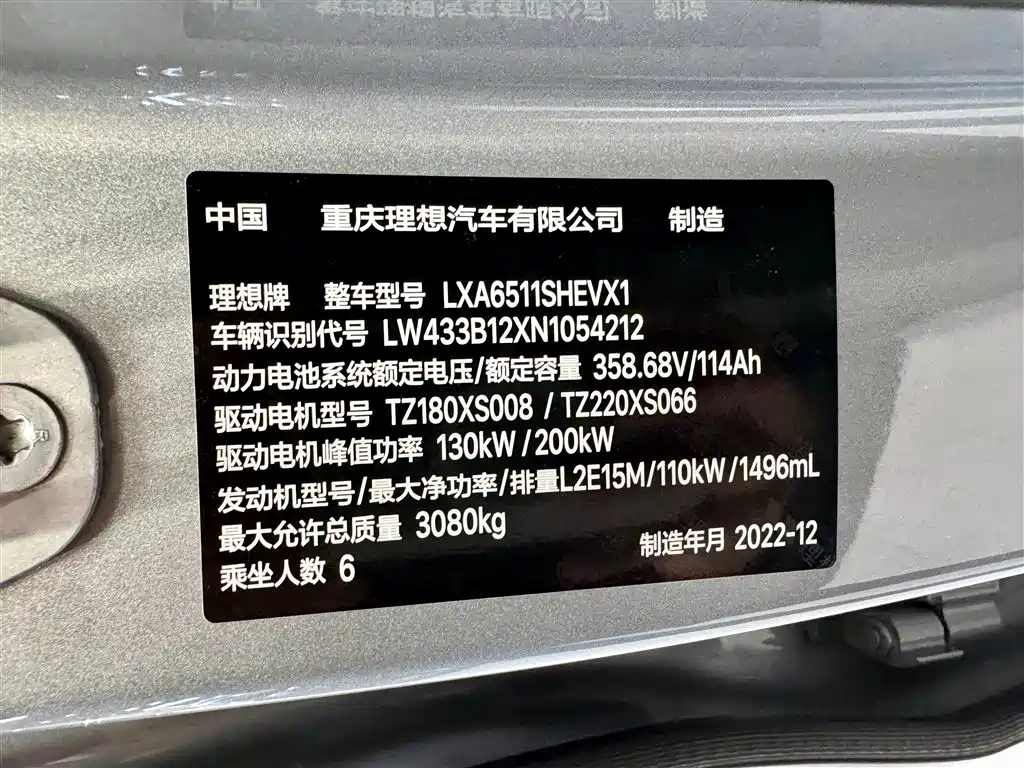 中国 重庆理想汽车有限公司 制造
理想牌 整车型号 LXA6511SHEVX1
车辆识别代号 LW433B12XN1054212
动力电池系统额定电压/额定容量 358.68V/114Ah
驱动电机型号 TZ180XS008 / TZ220XS066
驱动电机峰值功率 130kW /200kW
发动机型号/最大净功率/排量L2E15M/110kW/1496mL
最大允许总质量 3080kg
制造年月 2022-12
乘坐人数 6